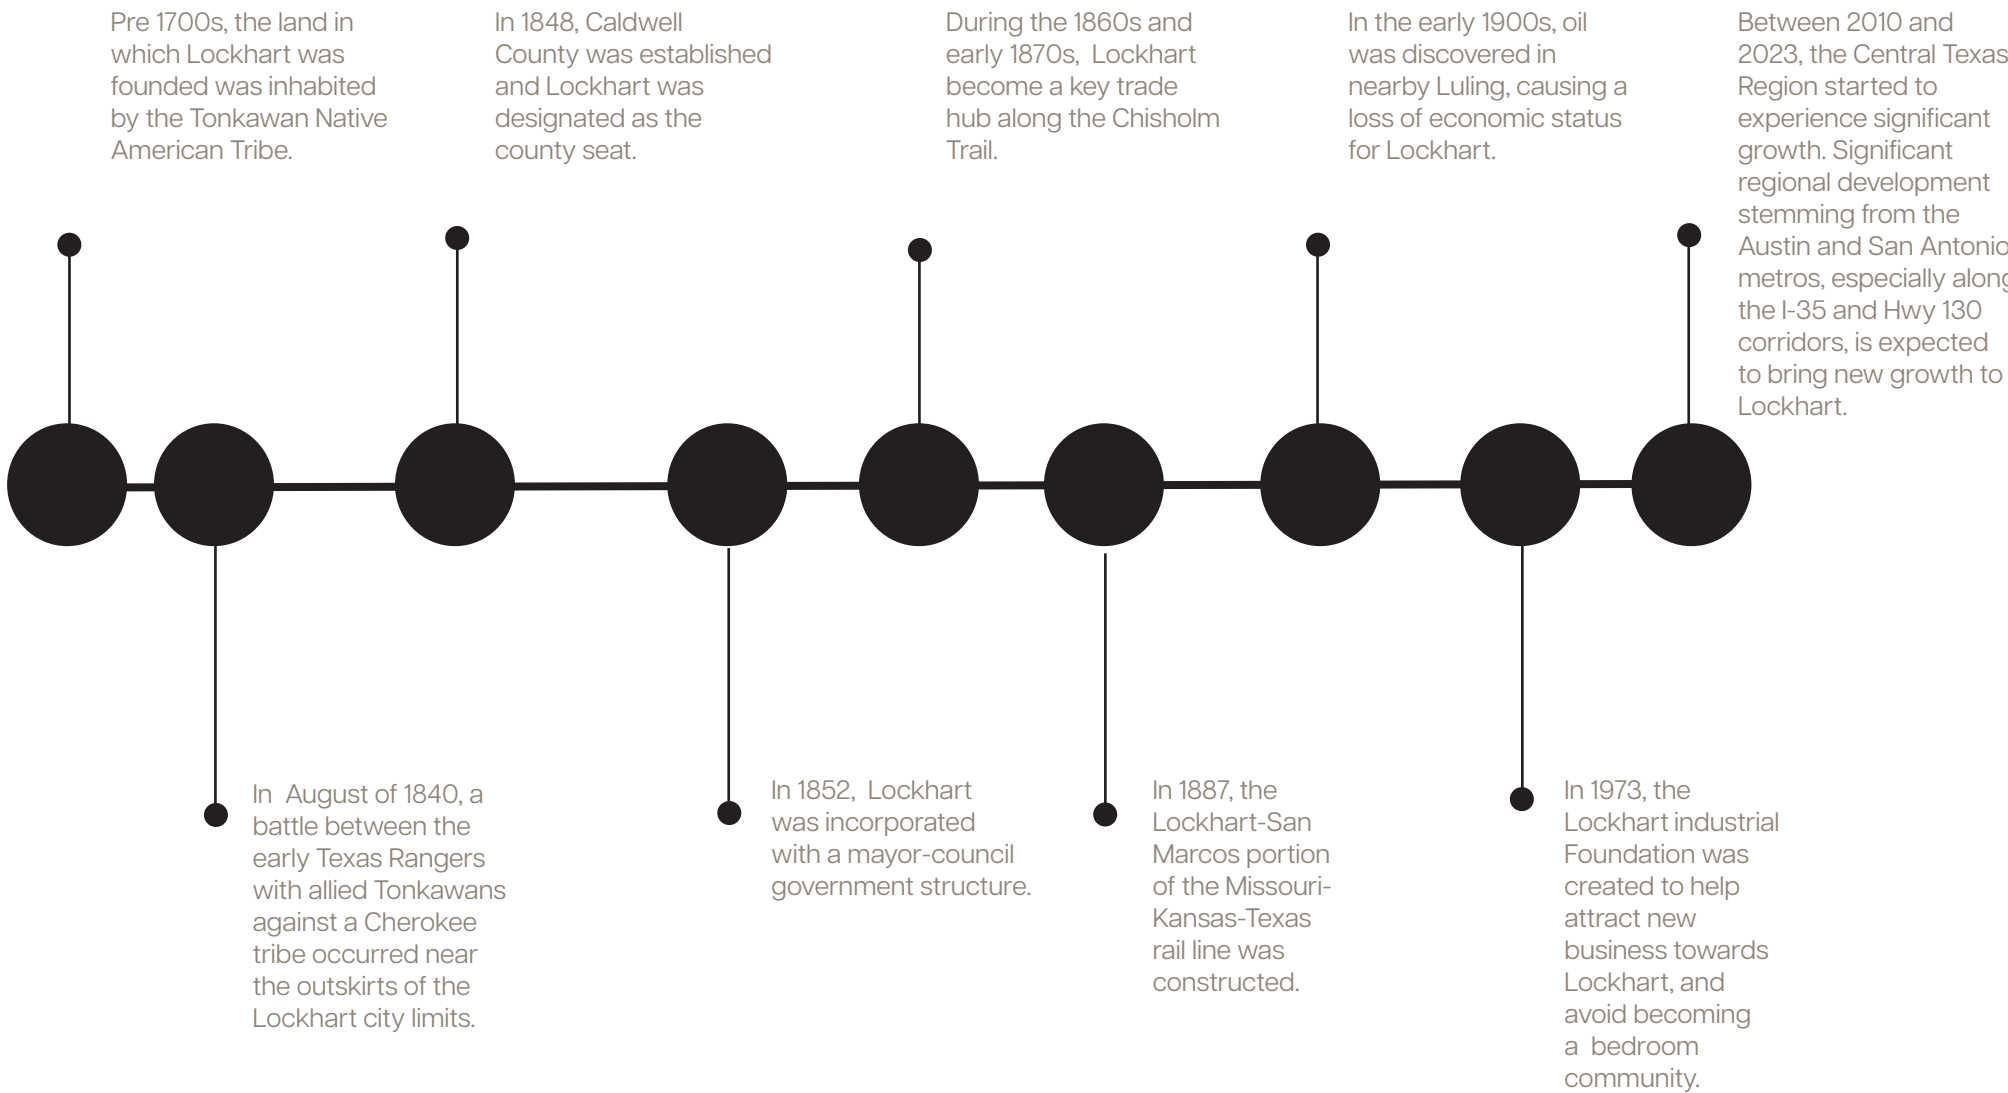 Pre 1700s, the land in
which Lockhart was
founded was inhabited
by the Tonkawan Native
American Tribe.
In August of 1840, a
battle between the
early Texas Rangers
with allied Tonkawans
against a Cherokee
tribe occurred near
the outskirts of the
Lockhart city limits.
In 1848, Caldwell
County was established
and Lockhart was
designated as the
county seat.
In 1852, Lockhart
was incorporated
with a mayor-council
government structure.
During the 1860s and
early 1870s, Lockhart
become a key trade
hub along the Chisholm
Trail.
In 1887, the
Lockhart-San
Marcos portion
of the Missouri-
Kansas-Texas
rail line was
constructed.
In the early 1900s, oil
was discovered in
nearby Luling, causing a
loss of economic status
for Lockhart.
In 1973, the
Lockhart industrial
Foundation was
created to help
attract new
business towards
Lockhart, and
avoid becoming
a bedroom
community.
Between 2010 and
2023, the Central Texas
Region started to
experience significant
growth. Significant
regional development
stemming from the
Austin and San Antonio
metros, especially along
the I-35 and Hwy 130
corridors, is expected
to bring new growth to
Lockhart.